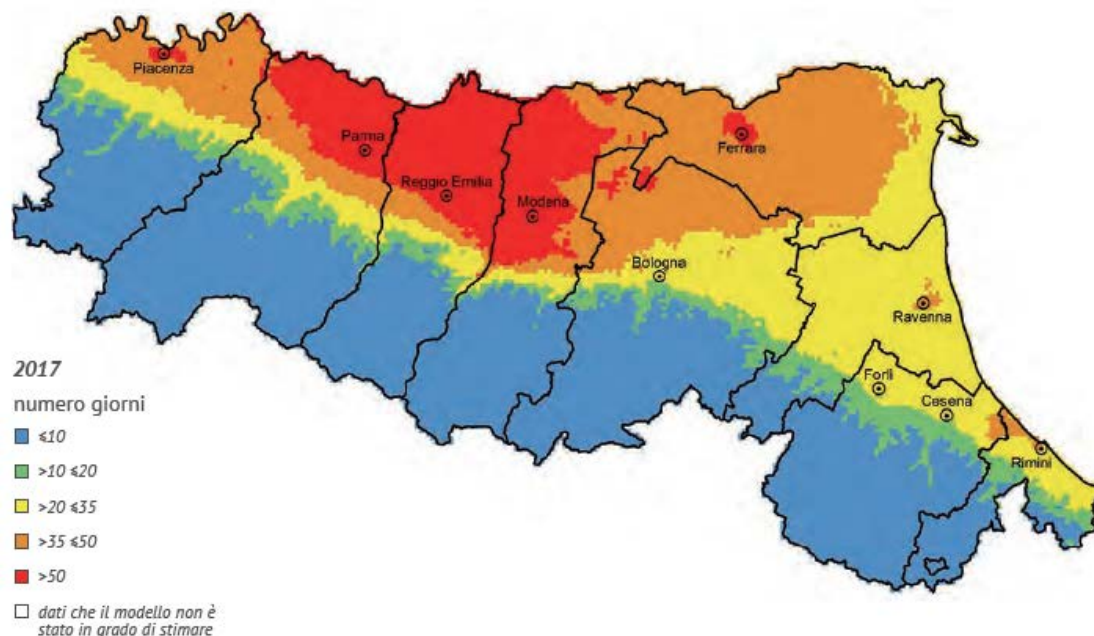 Piacenza
Parma
Reggio Emilia
Modena
Ferrara
Bologna
Ravenna
Forlì
Cesena
Rimini
2017
numero giorni
≤10
>10 ≤20
>20 ≤35
>35 ≤50
>50
dati che il modello non è
stato in grado di stimare